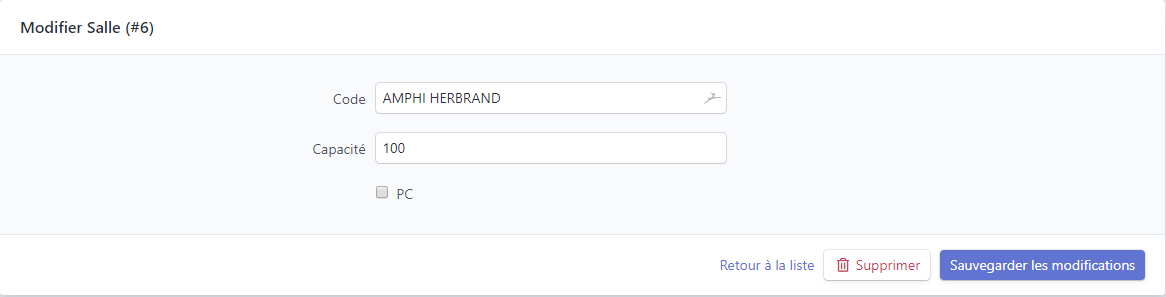 Modifier Salle (#6)
Code AMPHI HERBRAND
Capacité 100
PC
Retour à la liste Supprimer Sauvegarder les modifications